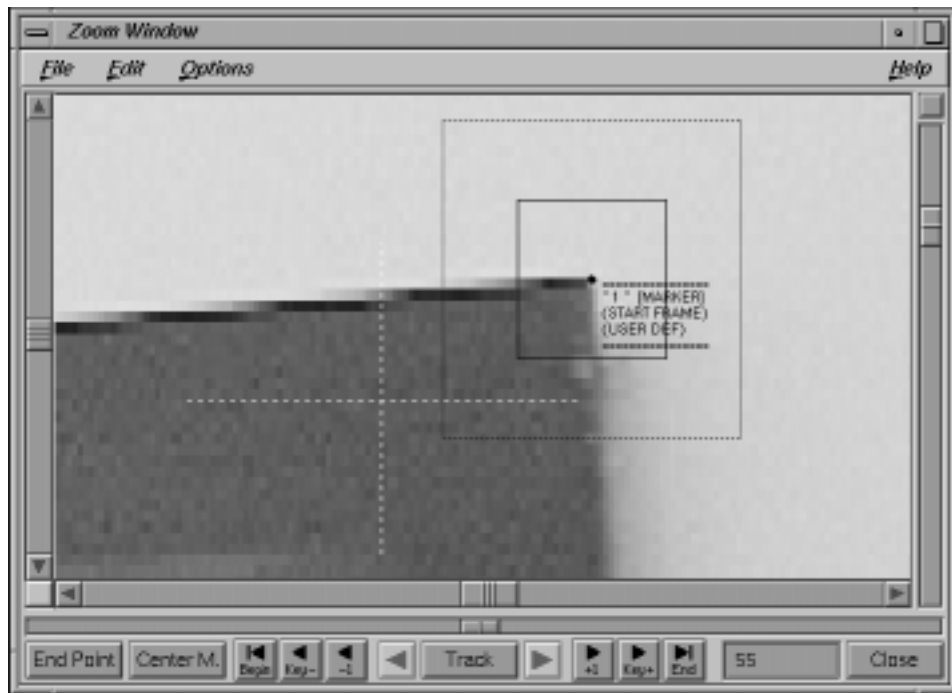 Zoom Window
File Edit Options Help
"1" [MARKER]
(START FRAME)
(USER DEF)
End Point Center M. Begin Key- -1 Track +1 Key+ End 55 Close